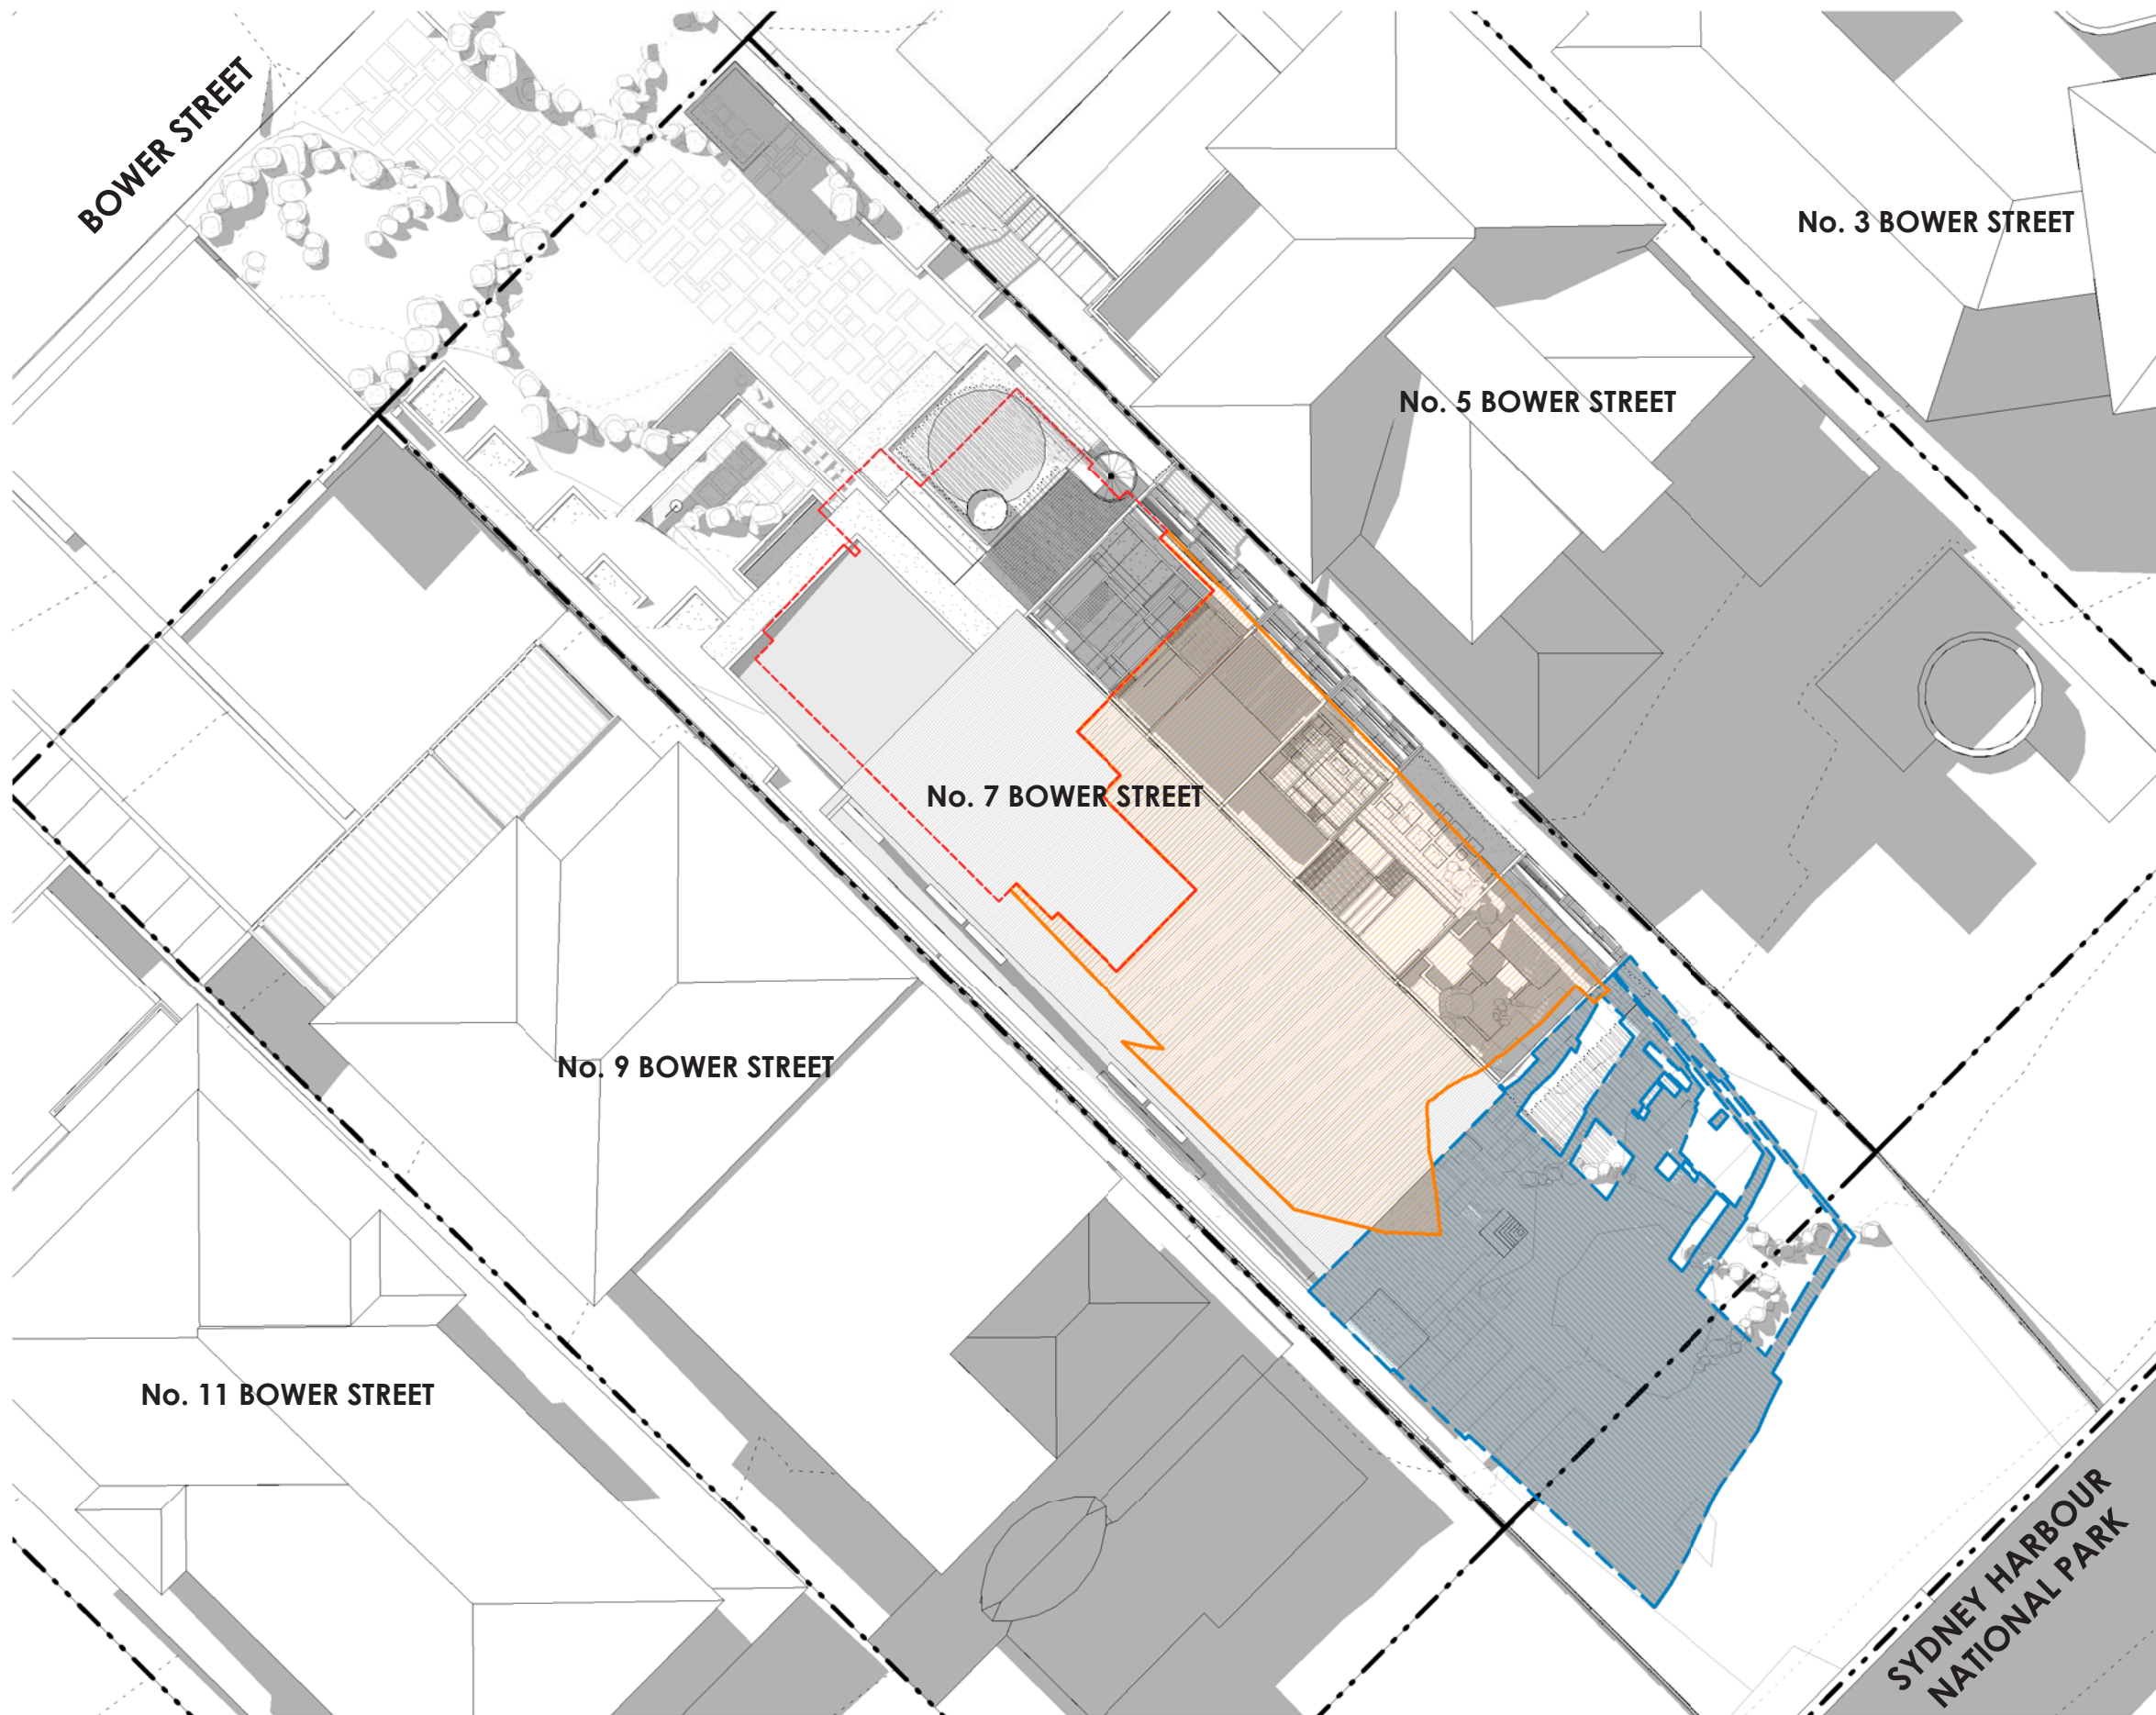 BOWER STREET
No. 3 BOWER STREET
No. 5 BOWER STREET
No. 7 BOWER STREET
No. 9 BOWER STREET
No. 11 BOWER STREET
SYDNEY HARBOUR
NATIONAL PARK